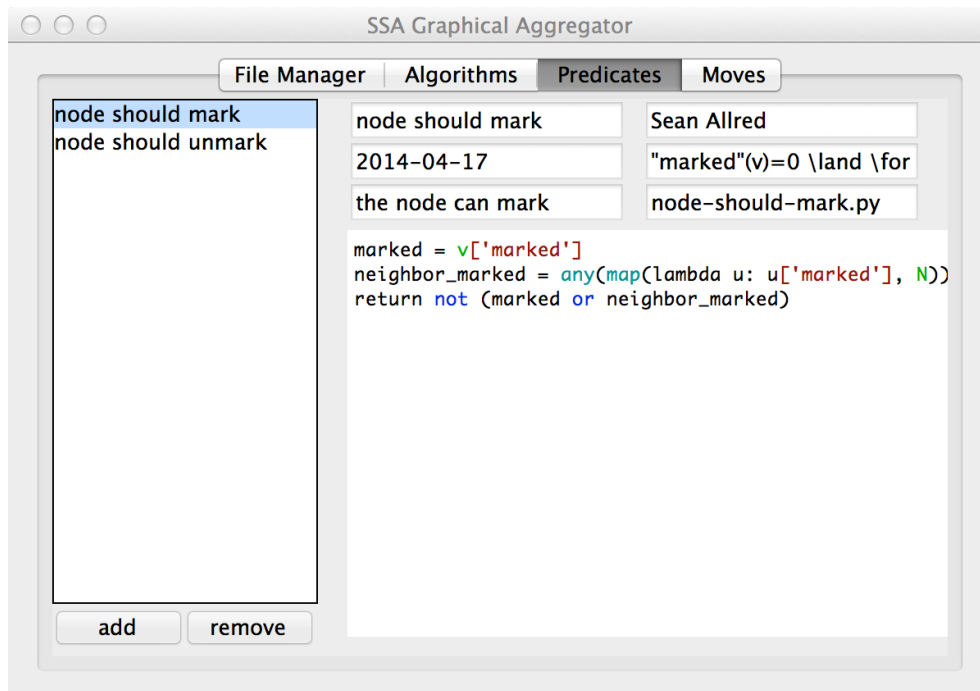 SSA Graphical Aggregator
File Manager Algorithms Predicates Moves
node should mark
node should unmark
node should mark Sean Allred
2014-04-17 "marked"(v)=0 \land \for
the node can mark node-should-mark.py
marked = v['marked']
neighbor_marked = any(map(lambda u: u['marked'], N))
return not (marked or neighbor_marked)
add remove